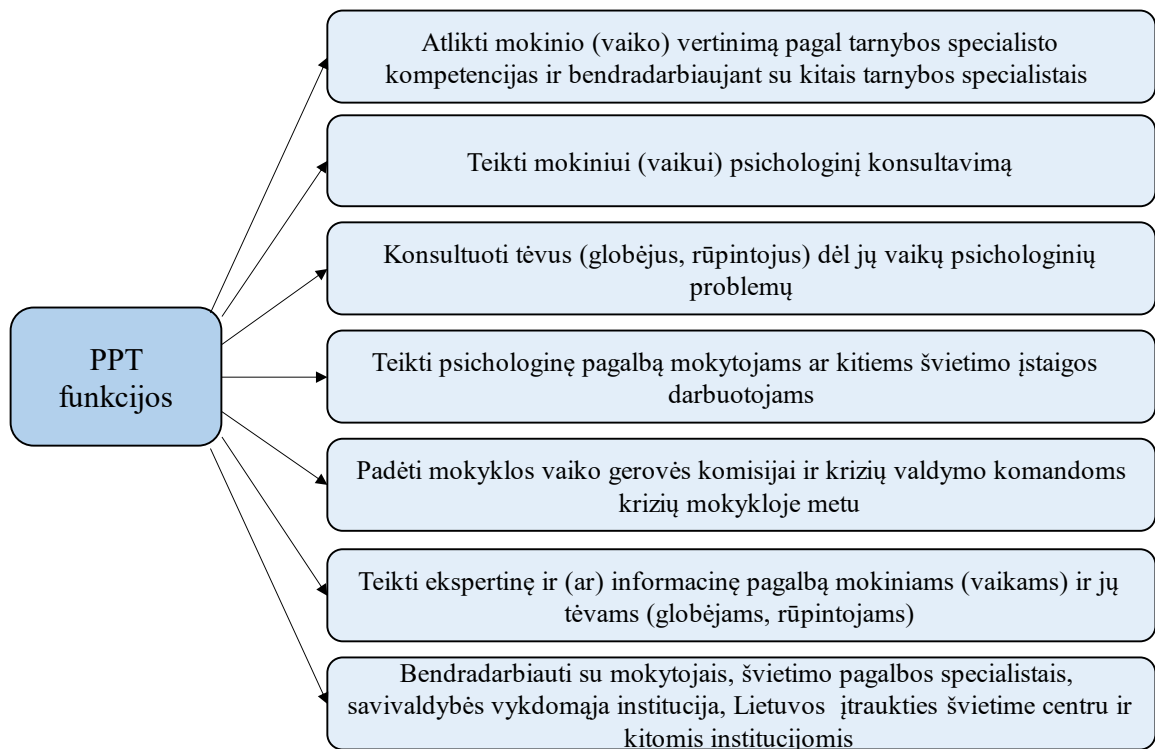 Atlikti mokinio (vaiko) vertinimą pagal tarnybos specialisto
kompetencijas ir bendradarbiaujant su kitais tarnybos specialistais
Teikti mokiniui (vaikui) psichologinį konsultavimą
Konsultuoti tėvus (globėjus, rūpintojus) dėl jų vaikų psichologinių
problemų
PPT
funkcijos
Teikti psichologinę pagalbą mokytojams ar kitiems švietimo įstaigos
darbuotojams
Padėti mokyklos vaiko gerovės komisijai ir krizių valdymo komandoms
krizių mokykloje metu
Teikti ekspertinę ir (ar) informacinę pagalbą mokiniams (vaikams) ir jų
tėvams (globėjams, rūpintojams)
Bendradarbiauti su mokytojais, švietimo pagalbos specialistais,
savivaldybės vykdomąja institucija, Lietuvos įtraukties švietime centru ir
kitomis institucijomis